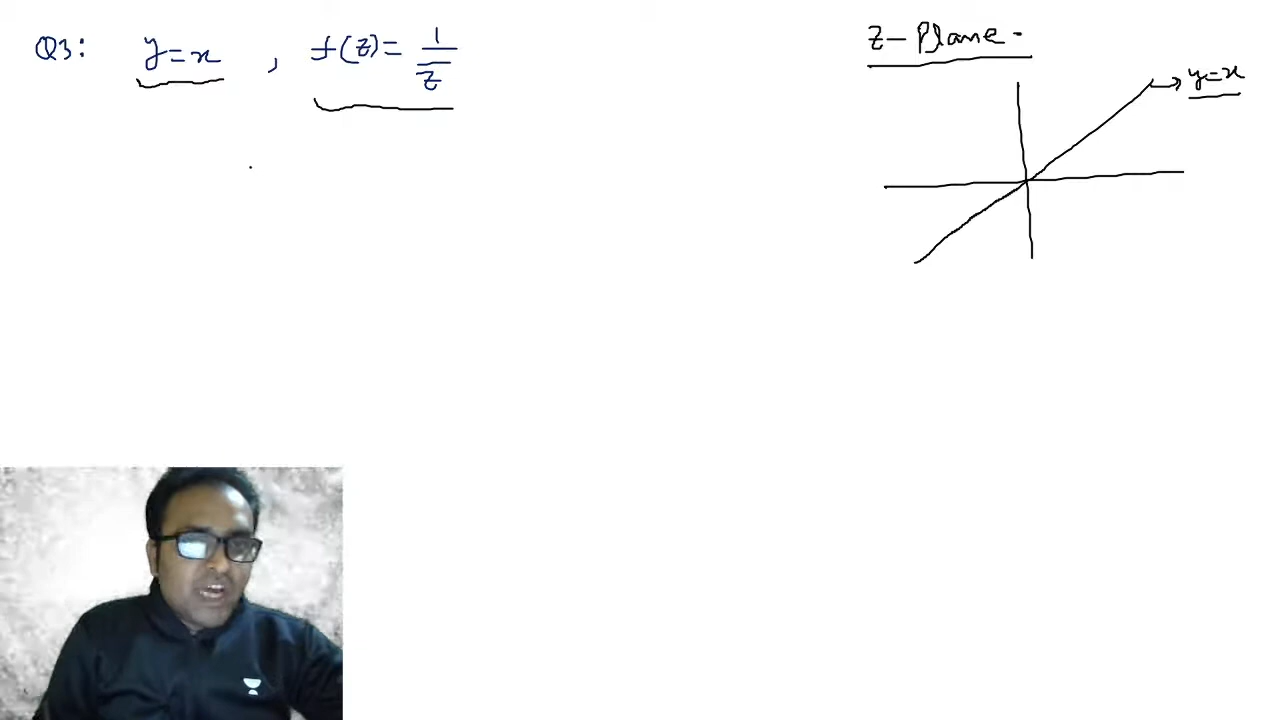 Q3: y=x , f(z)= 1/z
Z-Plane-
y=x